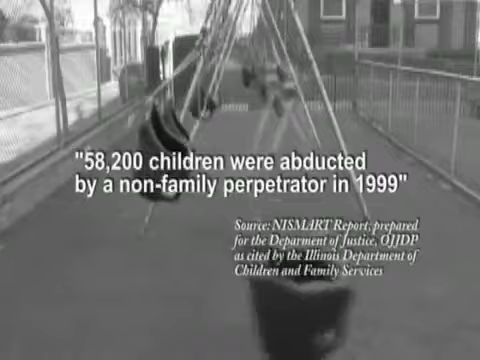 "58,200 children were abducted
by a non-family perpetrator in 1999"
Source: NISMART Report, prepared
for the Deparment of Justice, OJJDP
as cited by the Illinois Department of
Children and Family Services